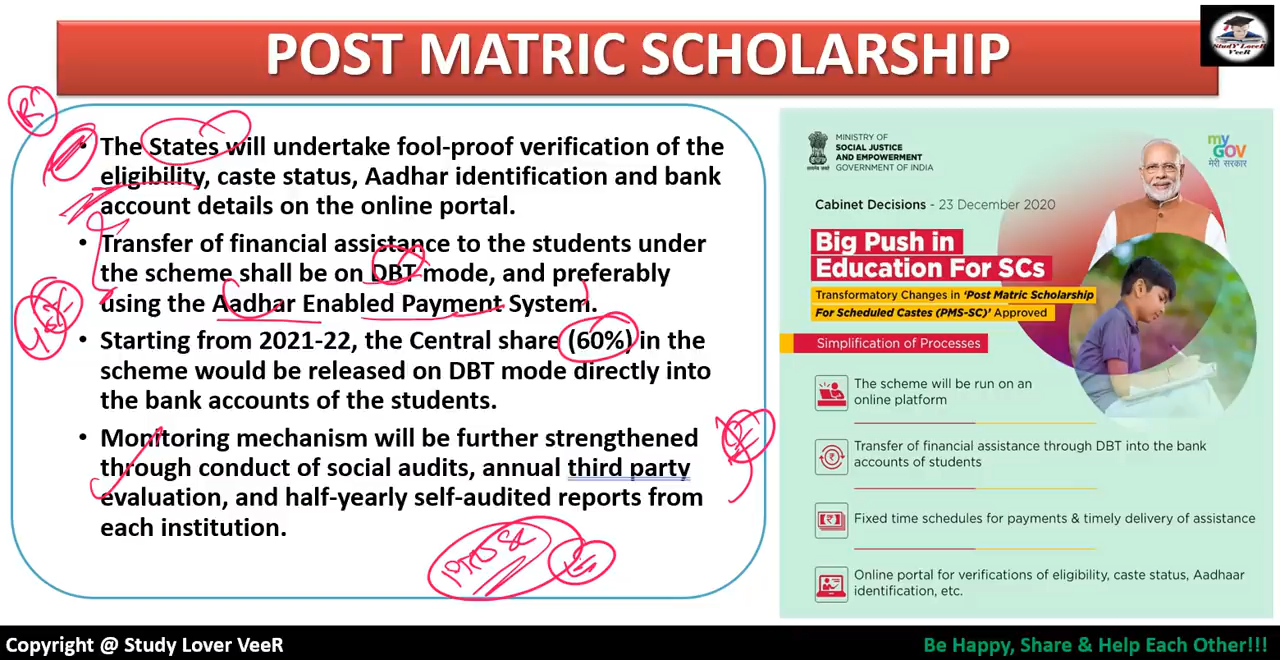 POST MATRIC SCHOLARSHIP
StudY LoveR
VeeR
• The States will undertake fool-proof verification of the
eligibility, caste status, Aadhar identification and bank
account details on the online portal.
• Transfer of financial assistance to the students under
the scheme shall be on DBT mode, and preferably
using the Aadhar Enabled Payment System.
• Starting from 2021-22, the Central share (60%) in the
scheme would be released on DBT mode directly into
the bank accounts of the students.
• Monitoring mechanism will be further strengthened
through conduct of social audits, annual third party
evaluation, and half-yearly self-audited reports from
each institution.
MINISTRY OF
SOCIAL JUSTICE
AND EMPOWERMENT
GOVERNMENT OF INDIA
my
GOV
मेरी सरकार
Cabinet Decisions - 23 December 2020
Big Push in
Education For SCs
Transformatory Changes in 'Post Matric Scholarship
For Scheduled Castes (PMS-SC)' Approved
Simplification of Processes
The scheme will be run on an
online platform
Transfer of financial assistance through DBT into the bank
accounts of students
Fixed time schedules for payments & timely delivery of assistance
Online portal for verifications of eligibility, caste status, Aadhaar
identification, etc.
Copyright @ Study Lover VeeR
Be Happy, Share & Help Each Other!!!